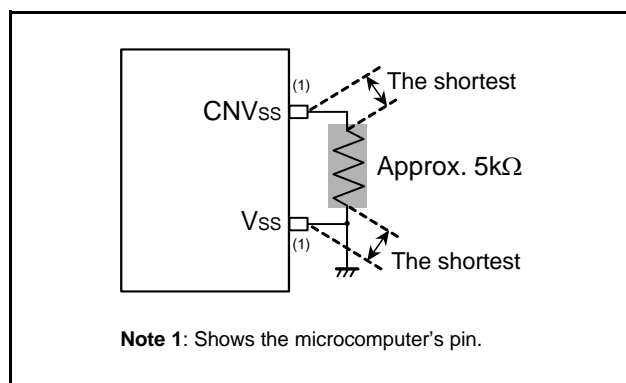 (1)
The shortest
CNVss
Approx. 5kΩ
Vss
(1)
The shortest
Note 1: Shows the microcomputer's pin.